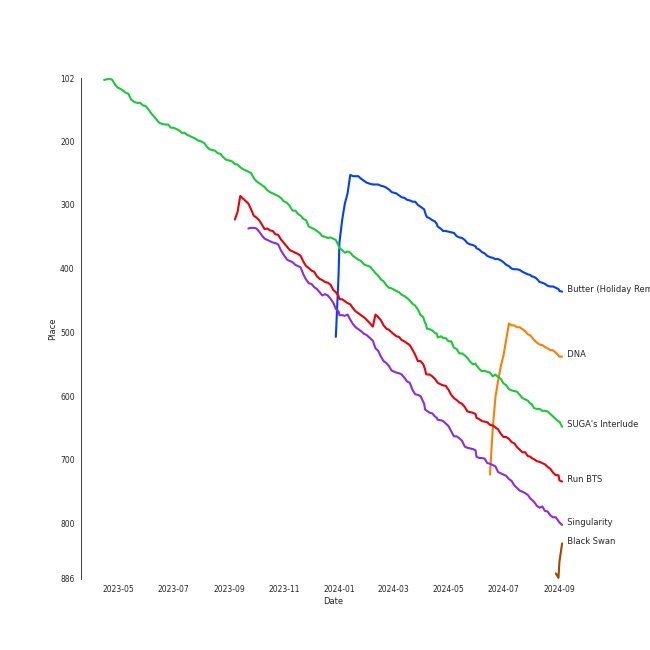 102
200
300
400
500
600
700
800
886
Place
Butter (Holiday Rem
DNA
SUGA's Interlude
Run BTS
Singularity
Black Swan
2023-05 2023-07 2023-09 2023-11 2024-01 2024-03 2024-05 2024-07 2024-09
Date